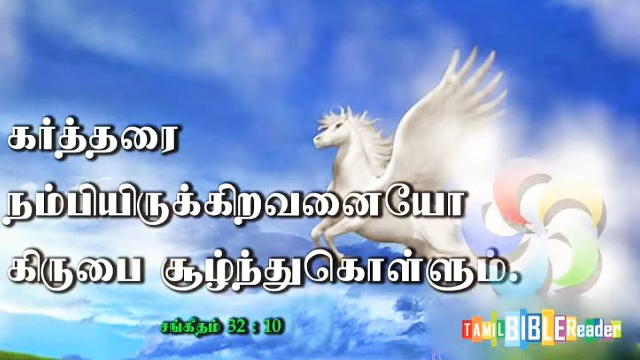 கர்த்தரை
நம்பியிருக்கிறவனையோ
கிருபை சூழ்ந்துகொள்ளும்.
சங்கீதம் 32 : 10
TAMIL BIBLE Reader